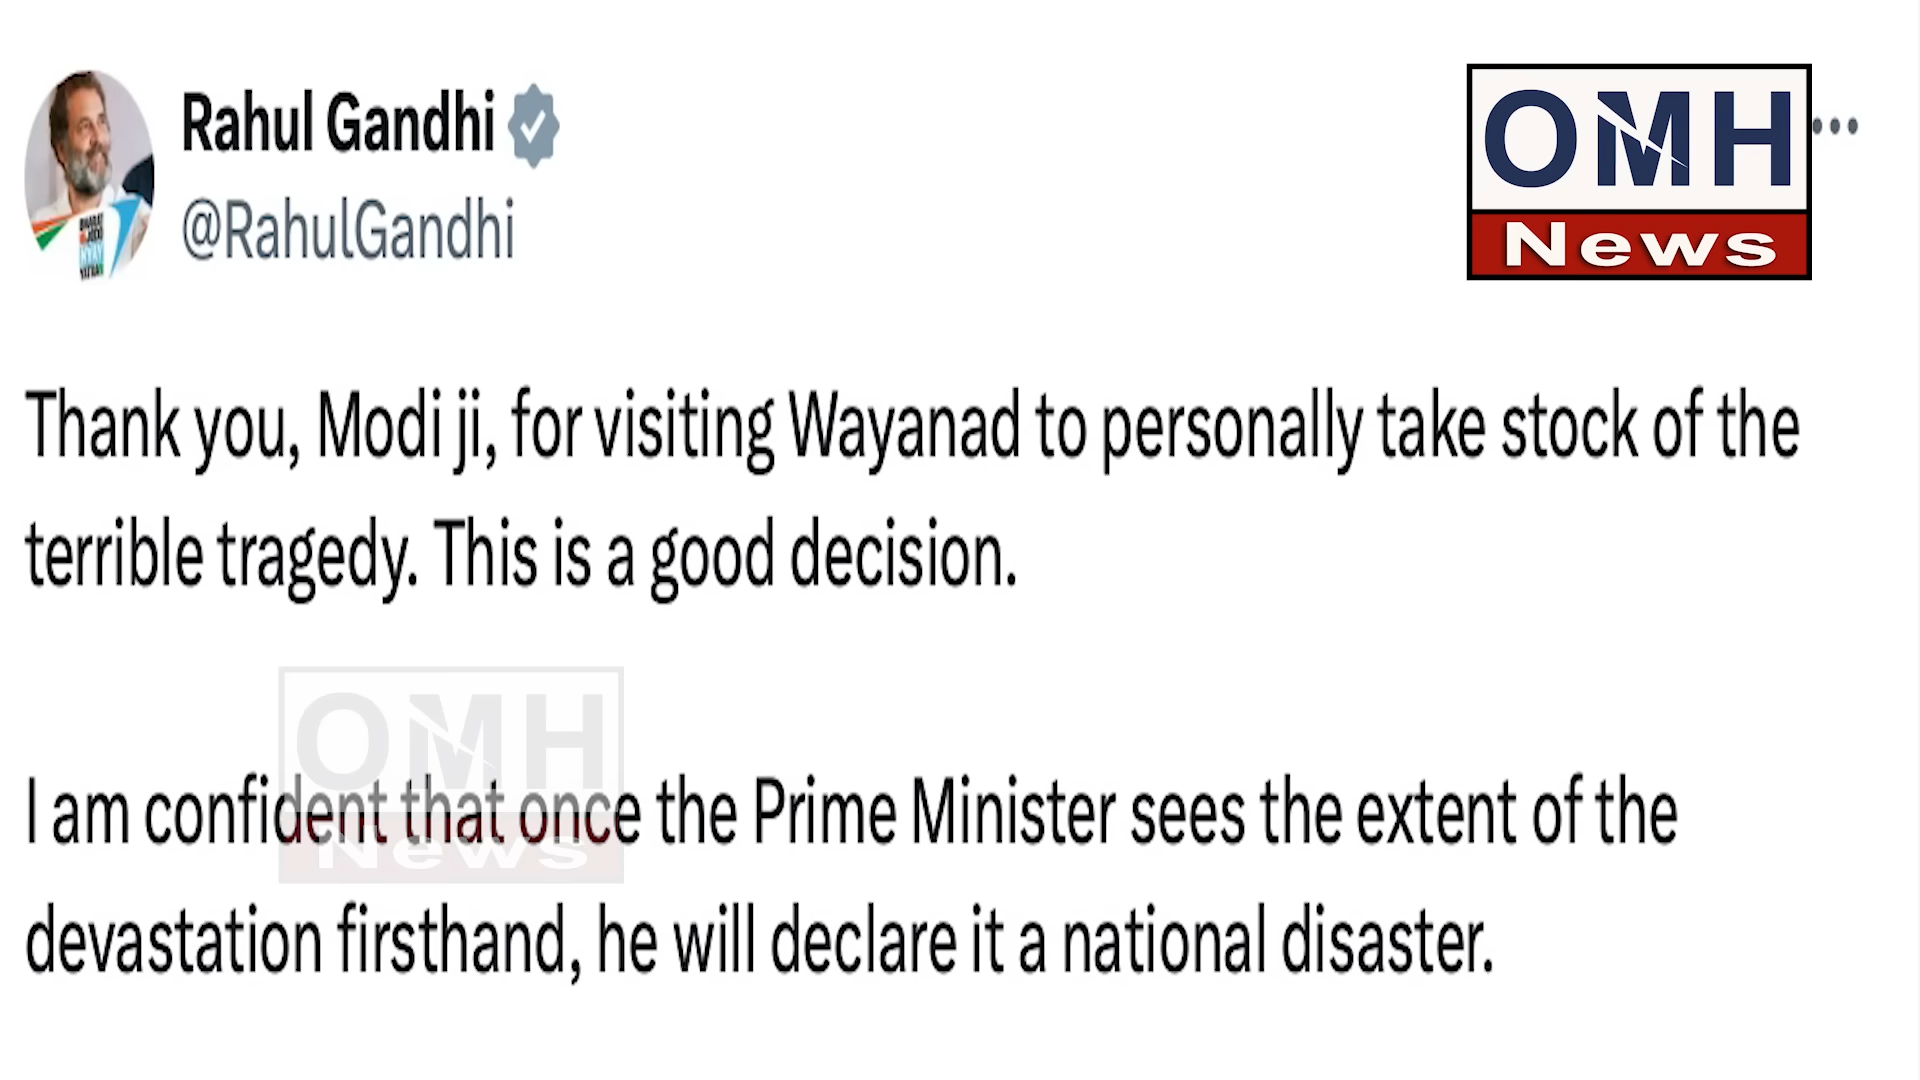 Rahul Gandhi
@RahulGandhi
OMH
News
Thank you, Modi ji, for visiting Wayanad to personally take stock of the
terrible tragedy. This is a good decision.
OMH
I am confident that once the Prime Minister sees the extent of the
News
devastation firsthand, he will declare it a national disaster.